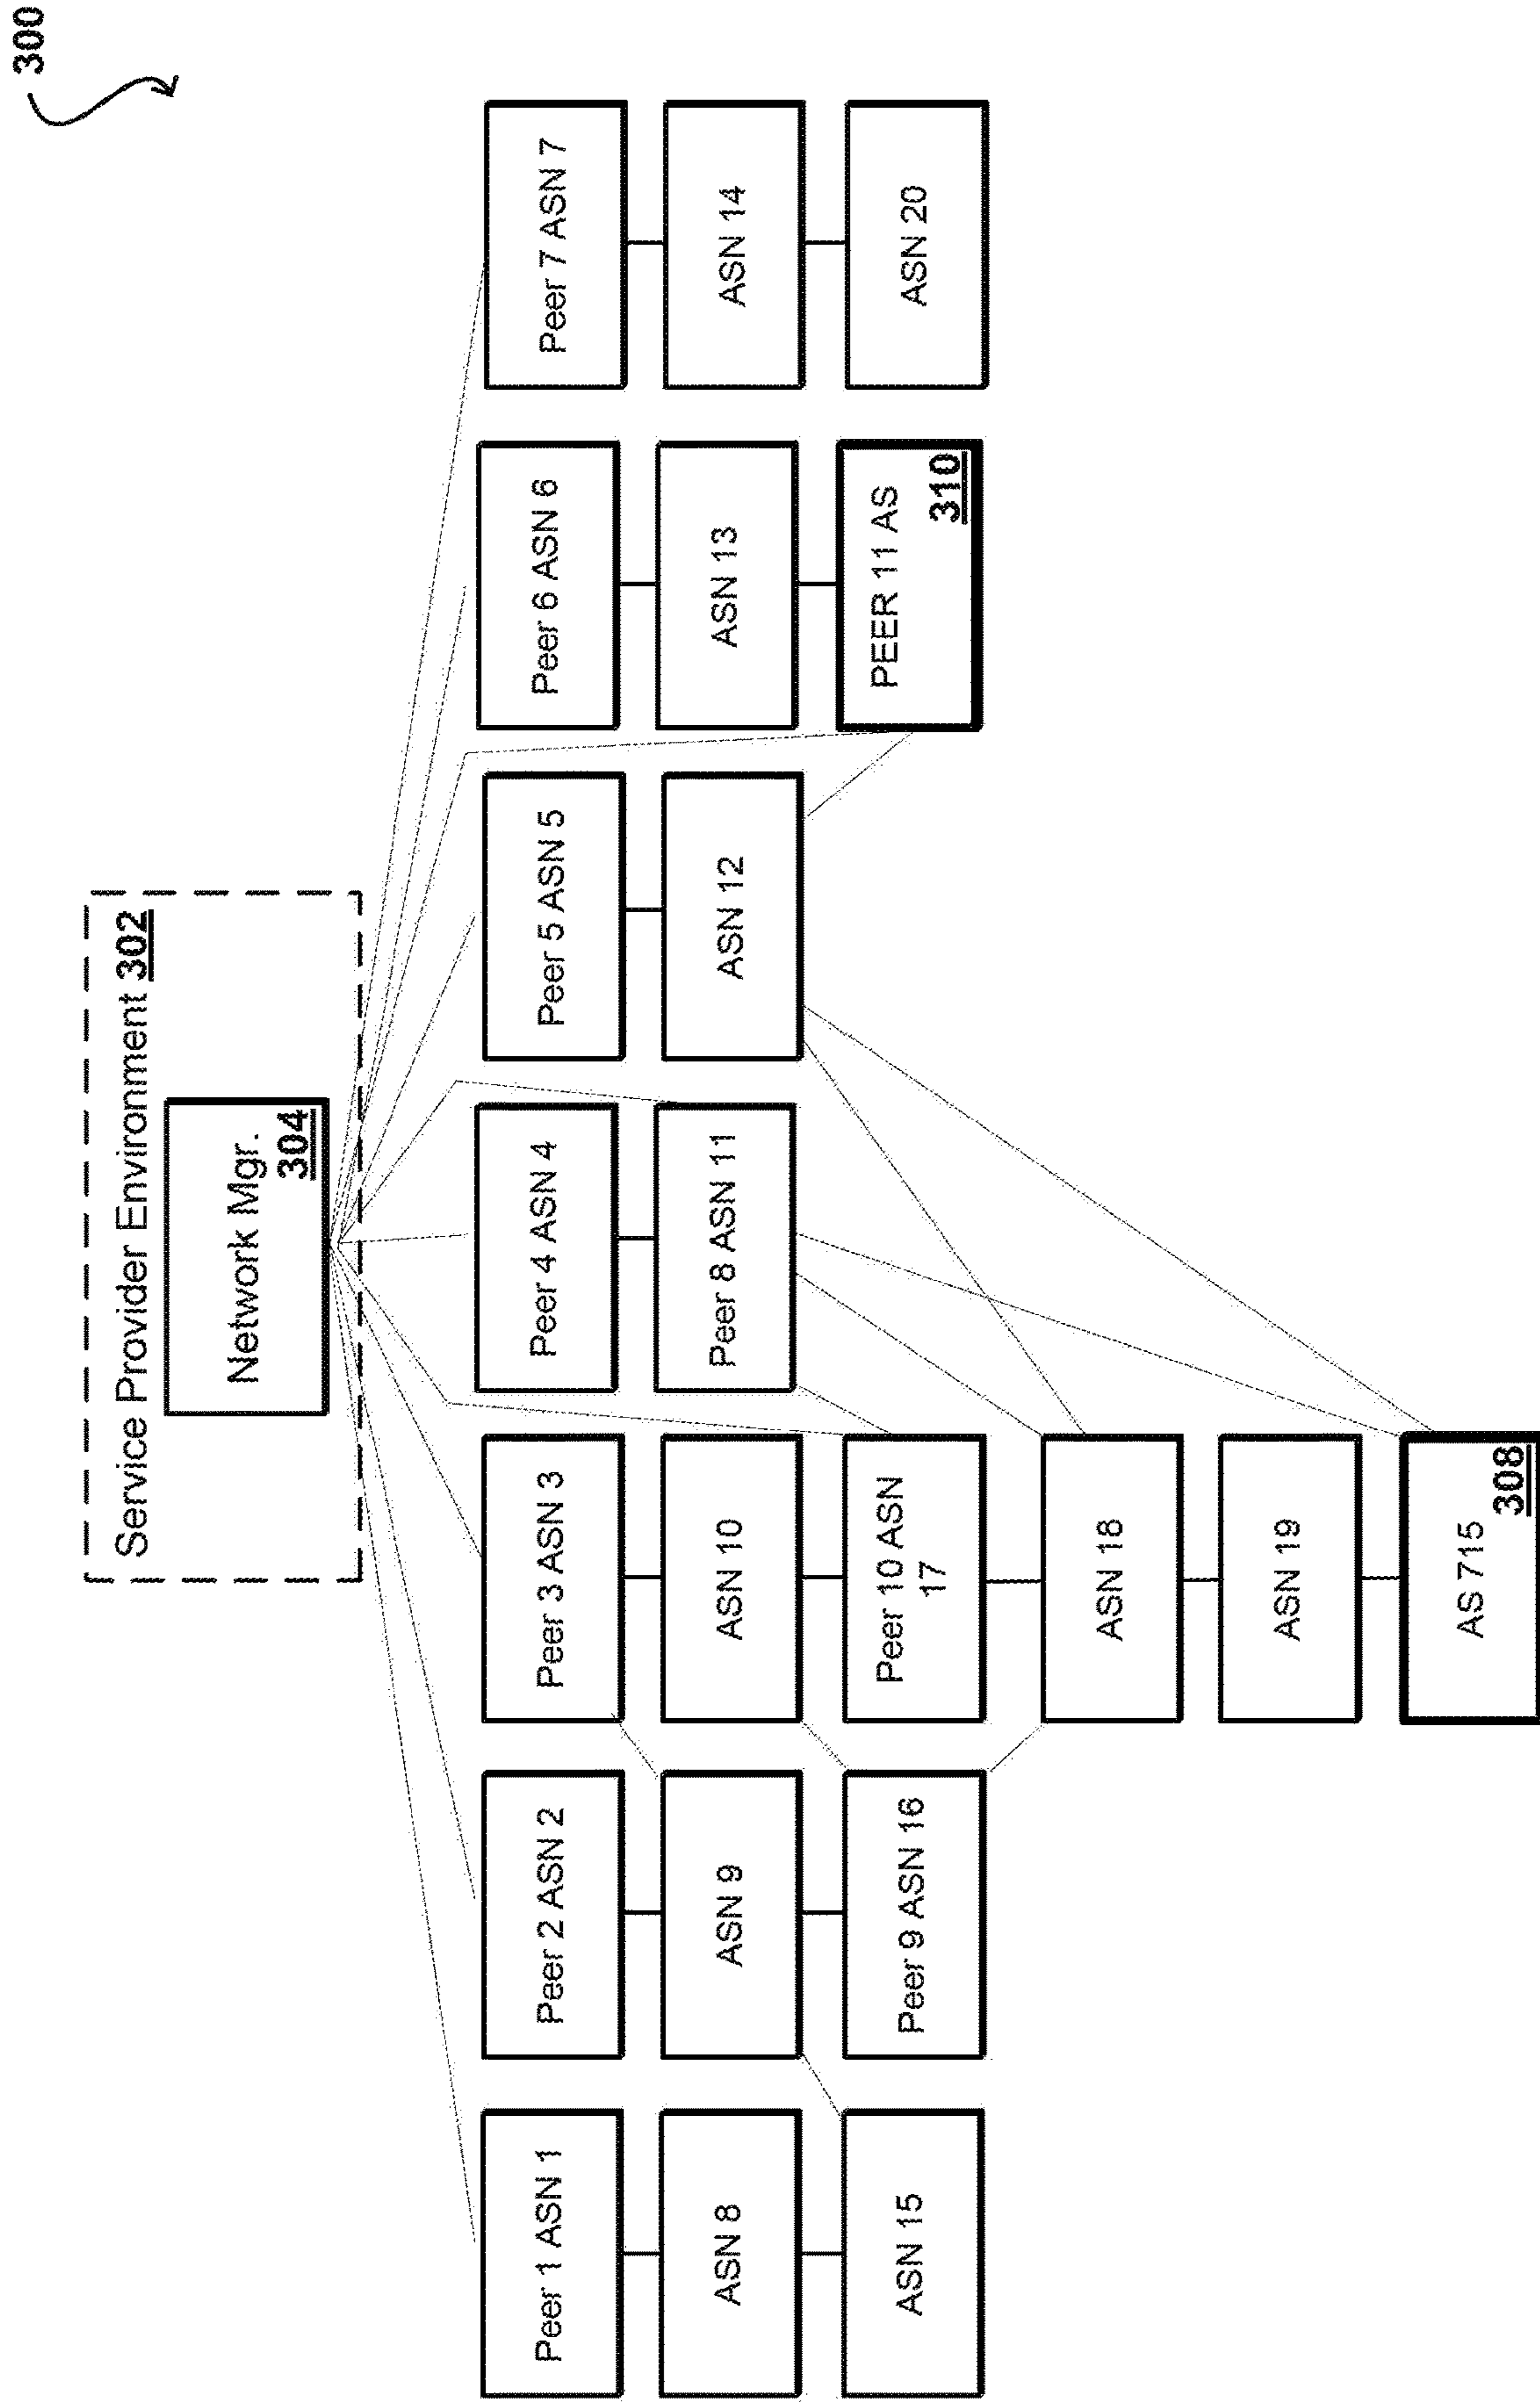 300
Service Provider Environment 302
Network Mgr.
304
Peer 1 ASN 1
Peer 2 ASN 2
Peer 3 ASN 3
Peer 4 ASN 4
Peer 5 ASN 5
Peer 6 ASN 6
Peer 7 ASN 7
ASN 8
ASN 9
ASN 10
Peer 8 ASN 11
ASN 12
ASN 13
ASN 14
ASN 15
Peer 9 ASN 16
Peer 10 ASN
17
PEER 11 AS
310
ASN 20
ASN 18
ASN 19
AS 715
308